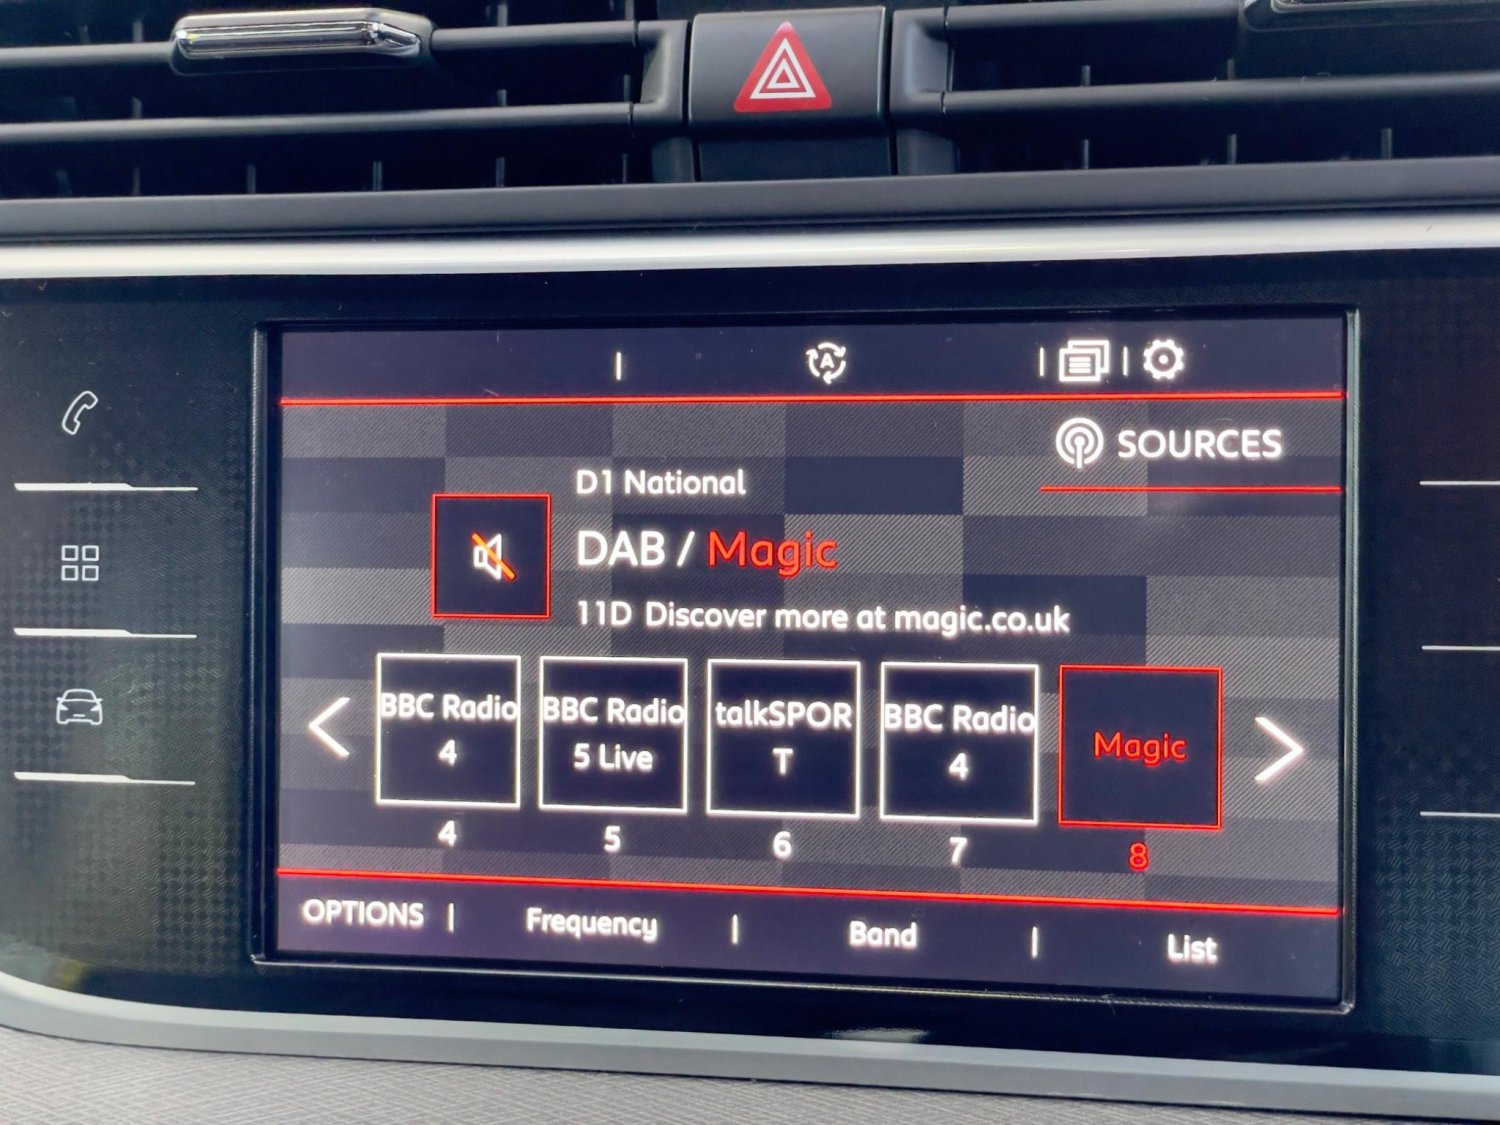 SOURCES
D1 National
DAB / Magic
11D Discover more at magic.co.uk
BBC Radio
4
BBC Radio
5 Live
talkSPOR
T
BBC Radio
4
Magic
4 5 6 7 8
OPTIONS | Frequency | Band | List